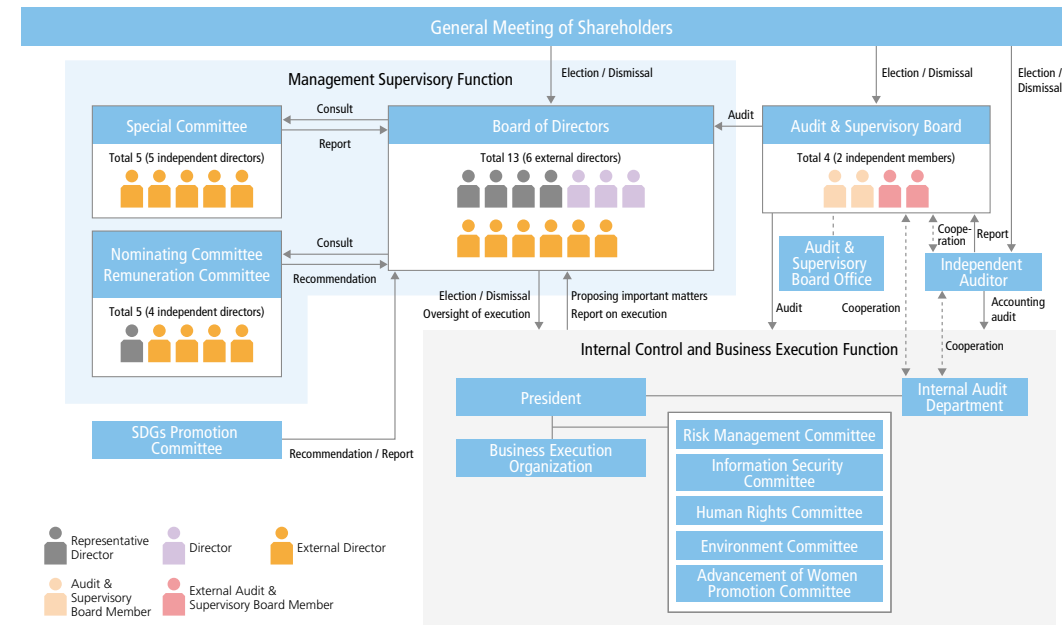 General Meeting of Shareholders
Election / Dismissal
Election / Dismissal
Election /
Dismissal
Management Supervisory Function
Special Committee
Total 5 (5 independent directors)
Consult
Report
Board of Directors
Total 13 (6 external directors)
Audit
Audit & Supervisory Board
Total 4 (2 independent members)
Nominating Committee
Remuneration Committee
Total 5 (4 independent directors)
Consult
Recommendation
Audit &
Supervisory
Board Office
Coope-
ration
Report
Independent
Auditor
Election / Dismissal
Oversight of execution
Proposing important matters
Report on execution
Audit
Cooperation
Accounting
audit
Cooperation
Internal Control and Business Execution Function
President
Internal Audit
Department
SDGs Promotion
Committee
Recommendation / Report
Business Execution
Organization
Risk Management Committee
Information Security
Committee
Human Rights Committee
Environment Committee
Advancement of Women
Promotion Committee
Representative
Director
Director
External Director
Audit &
Supervisory
Board Member
External Audit &
Supervisory Board Member